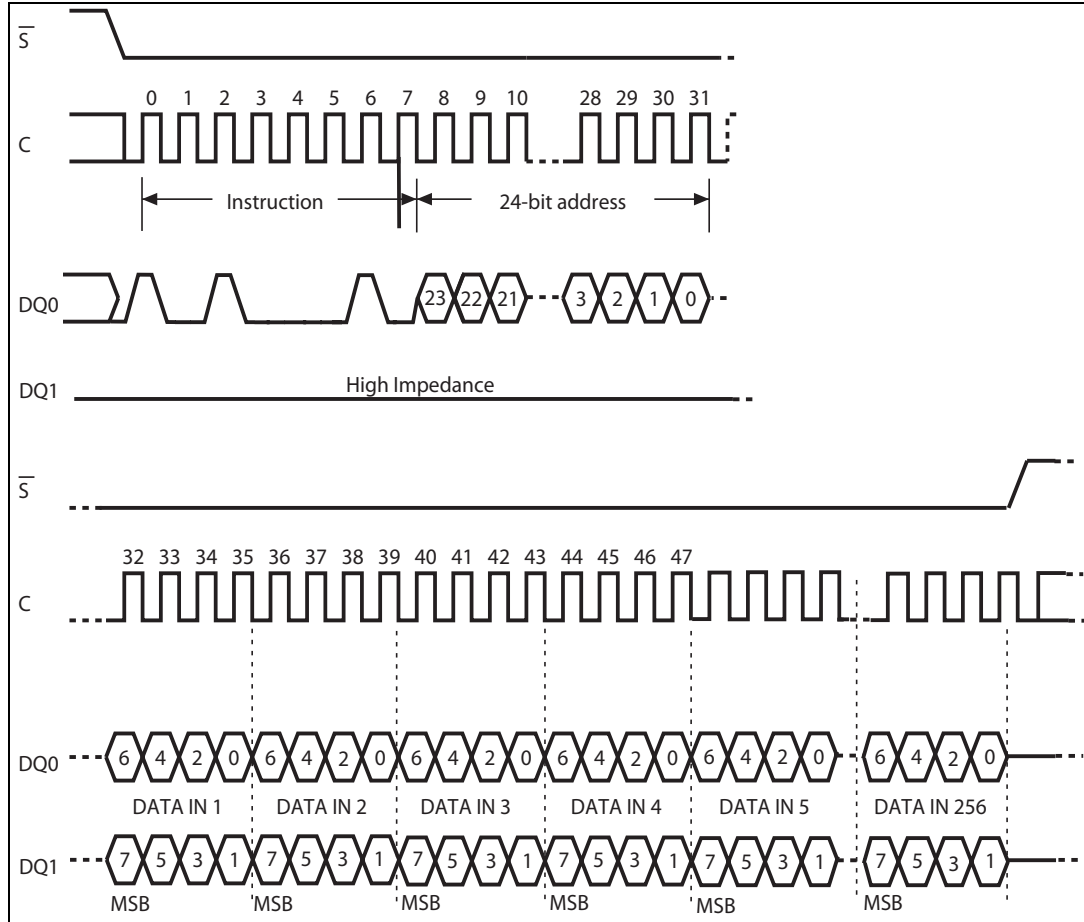 S
0 1 2 3 4 5 6 7 8 9 10 28 29 30 31
C
Instruction 24-bit address
DQ0 23 22 21 3 2 1 0
High Impedance
DQ1
S
32 33 34 35 36 37 38 39 40 41 42 43 44 45 46 47
C
DQ0 6 4 2 0 6 4 2 0 6 4 2 0 6 4 2 0 6 4 2 0 6 4 2 0
DATA IN 1 DATA IN 2 DATA IN 3 DATA IN 4 DATA IN 5 DATA IN 256
DQ1 7 5 3 1 7 5 3 1 7 5 3 1 7 5 3 1 7 5 3 1 7 5 3 1
MSB MSB MSB MSB MSB MSB